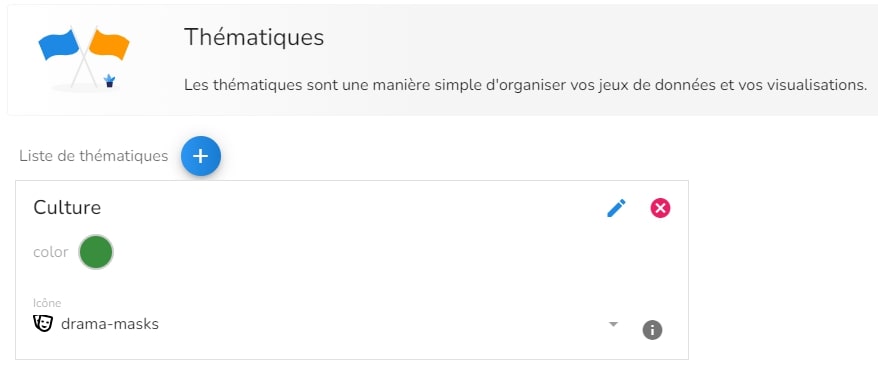 Thématiques
Les thématiques sont une manière simple d'organiser vos jeux de données et vos visualisations.
Liste de thématiques
Culture
color
Icône
drama-masks